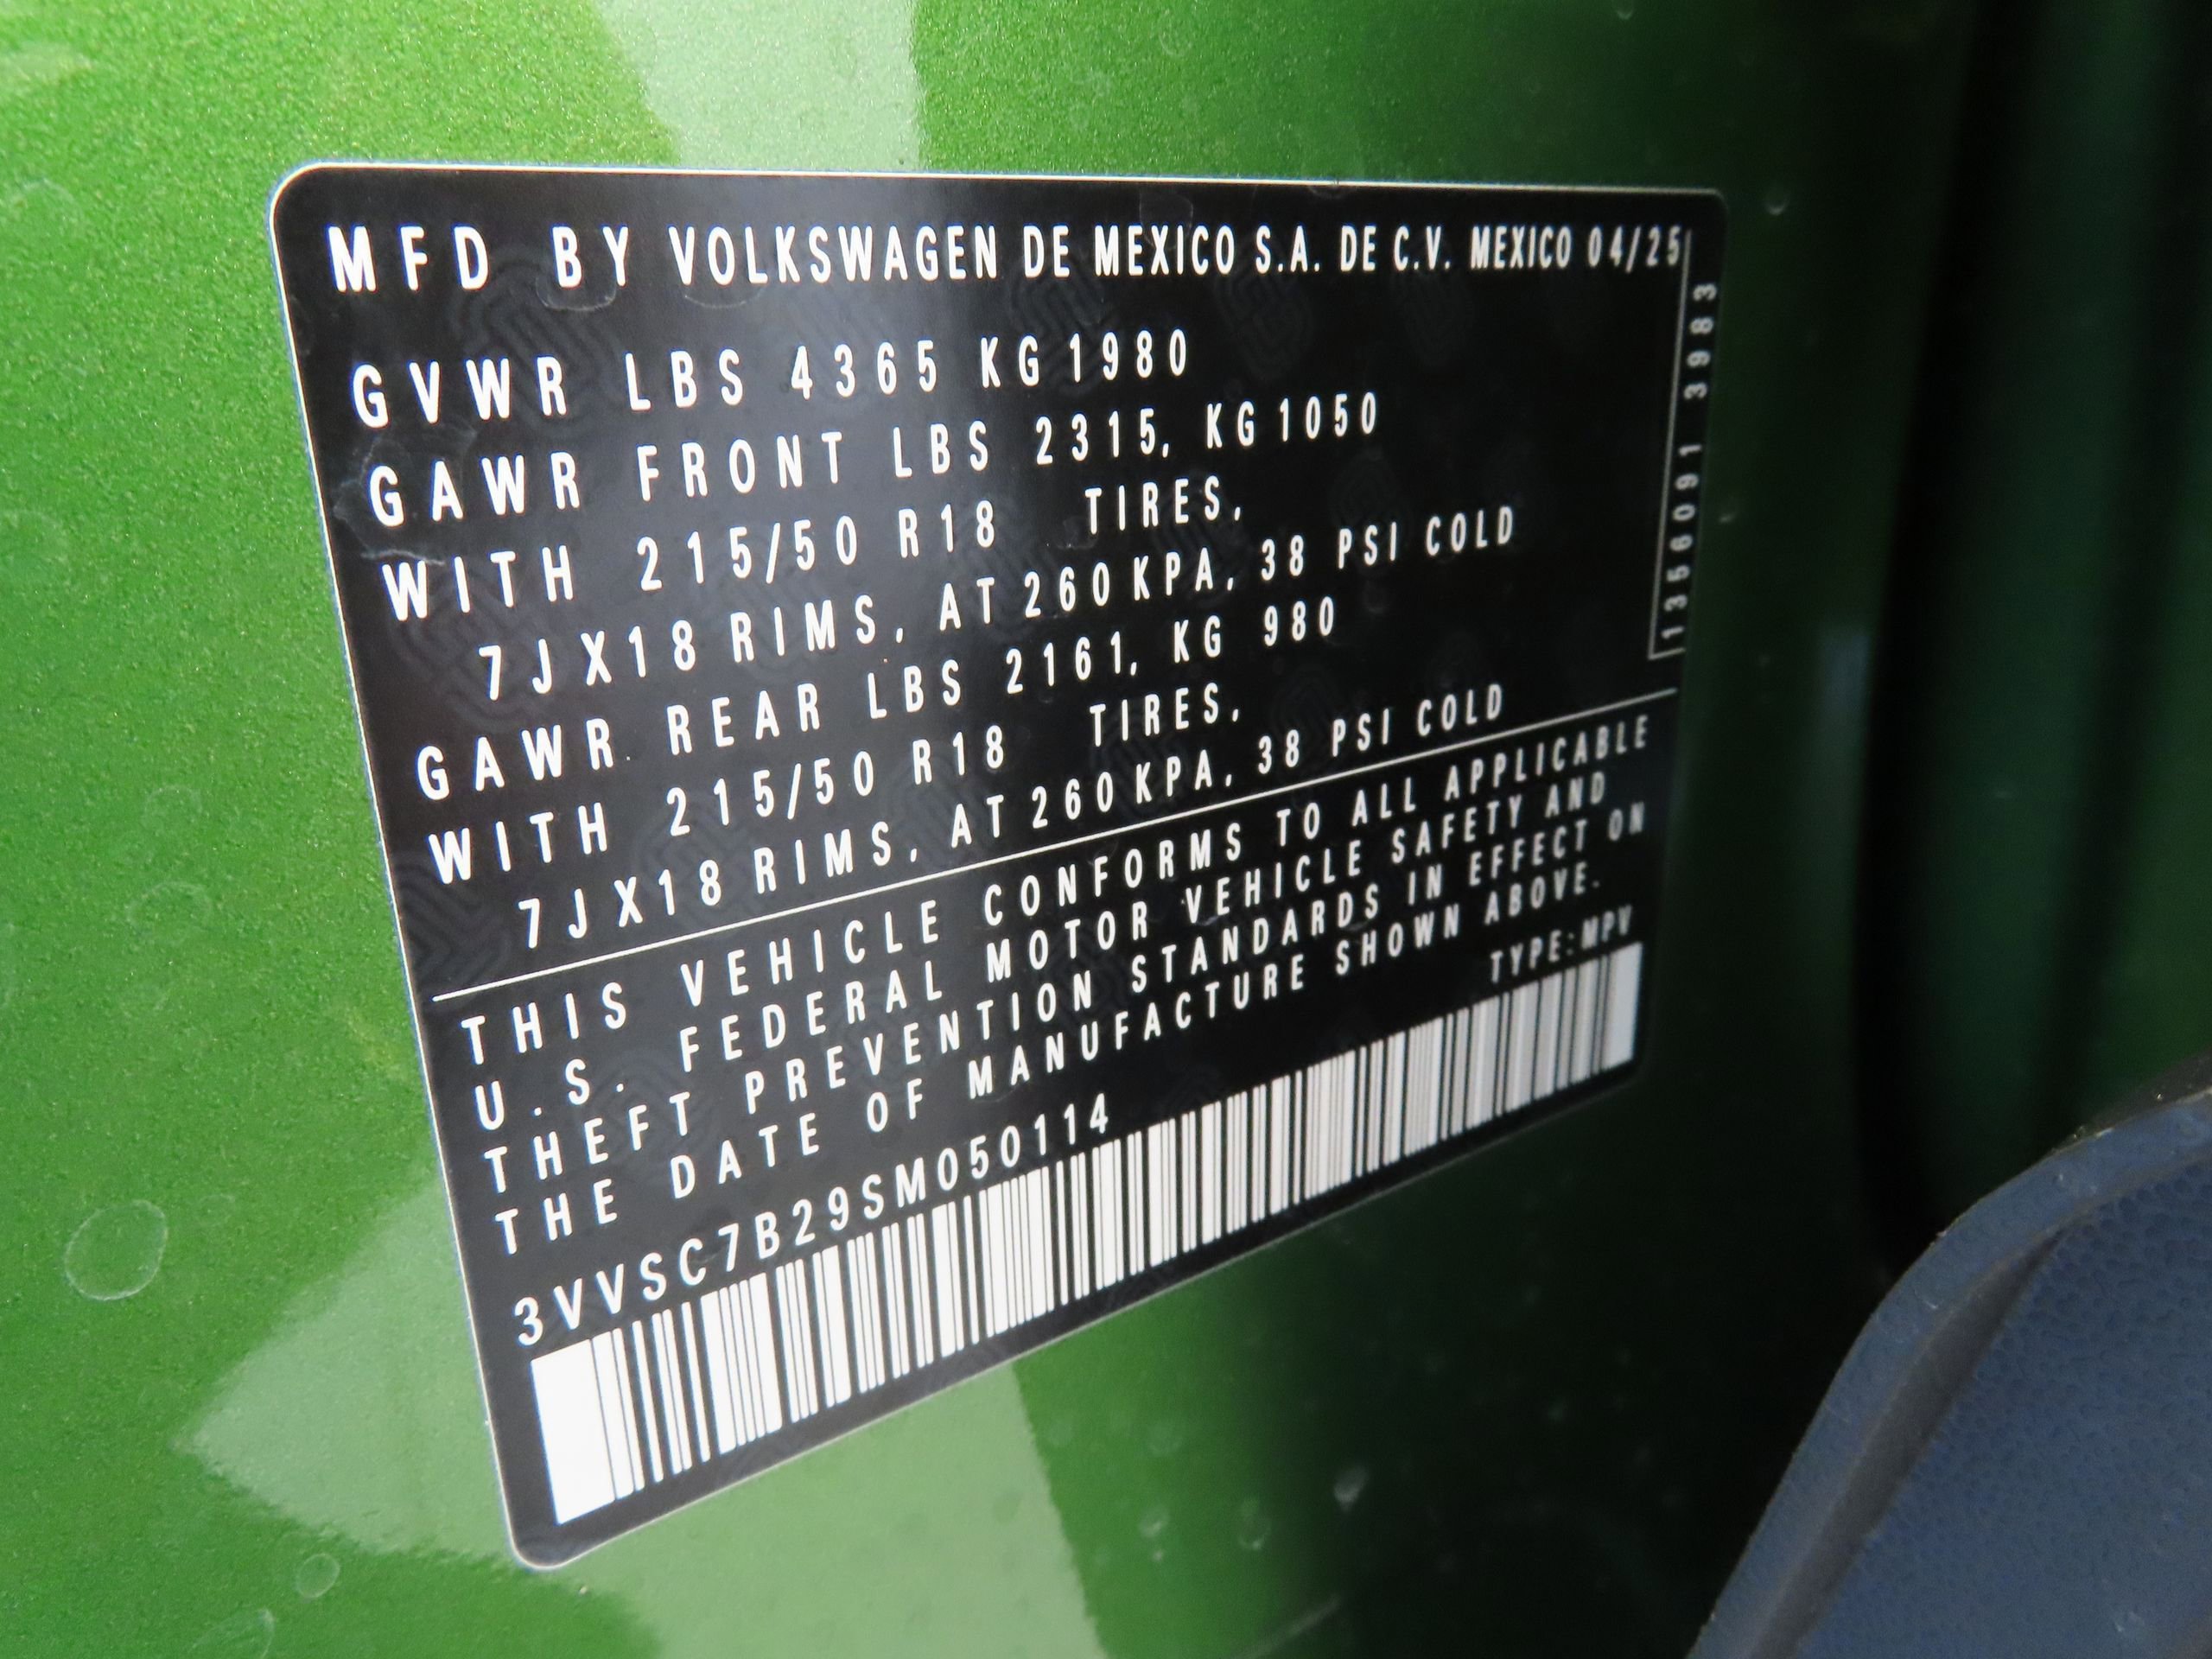 MFD BY VOLKSWAGEN DE MEXICO S.A. DE C.V. MEXICO 04/25
GVWR LBS 4365 KG 1980
GAWR FRONT LBS 2315, KG 1050
WITH 215/50 R18 TIRES,
7JX18 RIMS, AT 260 KPA, 38 PSI COLD
GAWR REAR LBS 2161, KG 980
WITH 215/50 R18 TIRES,
7JX18 RIMS, AT 260 KPA, 38 PSI COLD
1356091 3983
THIS VEHICLE CONFORMS TO ALL APPLICABLE
U.S. FEDERAL MOTOR VEHICLE SAFETY AND
THEFT PREVENTION STANDARDS IN EFFECT ON
THE DATE OF MANUFACTURE SHOWN ABOVE.
TYPE:MPV
3VVSC7B29SM050114